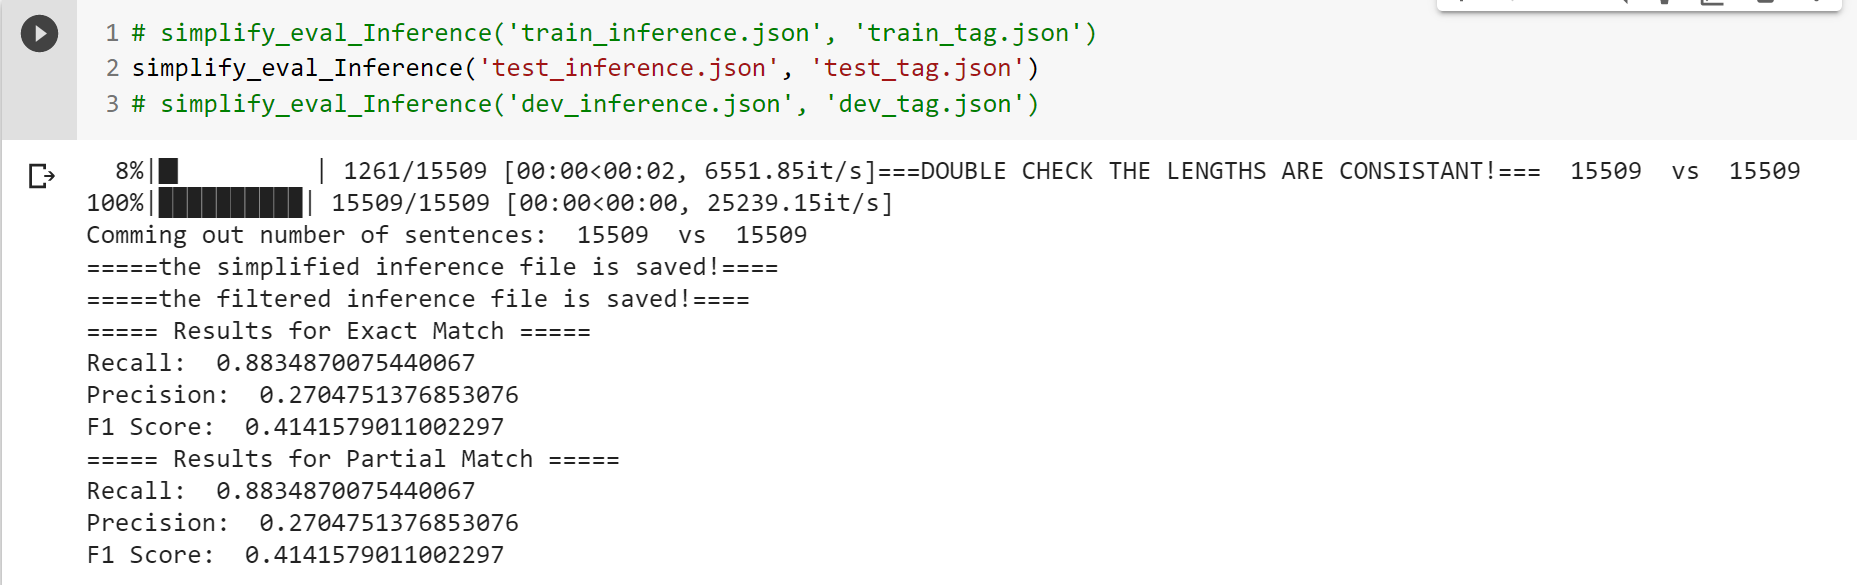 1 # simplify_eval_Inference('train_inference.json', 'train_tag.json')
2 simplify_eval_Inference('test_inference.json', 'test_tag.json')
3 # simplify_eval_Inference('dev_inference.json', 'dev_tag.json')
8%|█         | 1261/15509 [00:00<00:02, 6551.85it/s]===DOUBLE CHECK THE LENGTHS ARE CONSISTANT!===  15509  vs  15509
100%|██████████| 15509/15509 [00:00<00:00, 25239.15it/s]
Comming out number of sentences:  15509  vs  15509
=====the simplified inference file is saved!====
=====the filtered inference file is saved!====
===== Results for Exact Match =====
Recall:  0.8834870075440067
Precision:  0.2704751376853076
F1 Score:  0.4141579011002297
===== Results for Partial Match =====
Recall:  0.8834870075440067
Precision:  0.2704751376853076
F1 Score:  0.4141579011002297